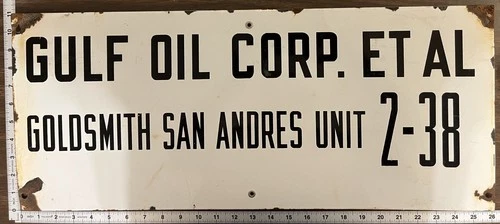 GULF OIL CORP. ET AL
GOLDSMITH SAN ANDRES UNIT 2-38